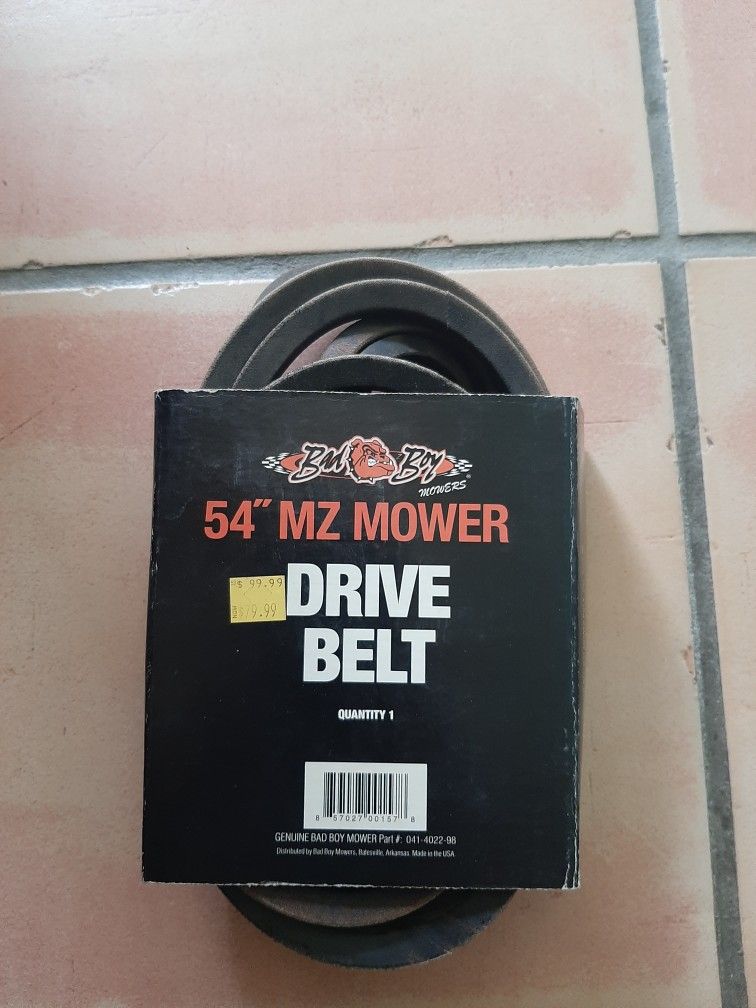 Bad Boy
MOWERS
54″ MZ MOWER
$ 99.99
$79.99
DRIVE
BELT
QUANTITY 1
8 57027 00157 8
GENUINE BAD BOY MOWER Part #: 041-4022-98
Distributed by Bad Boy Mowers, Batesville, Arkansas. Made in the USA.